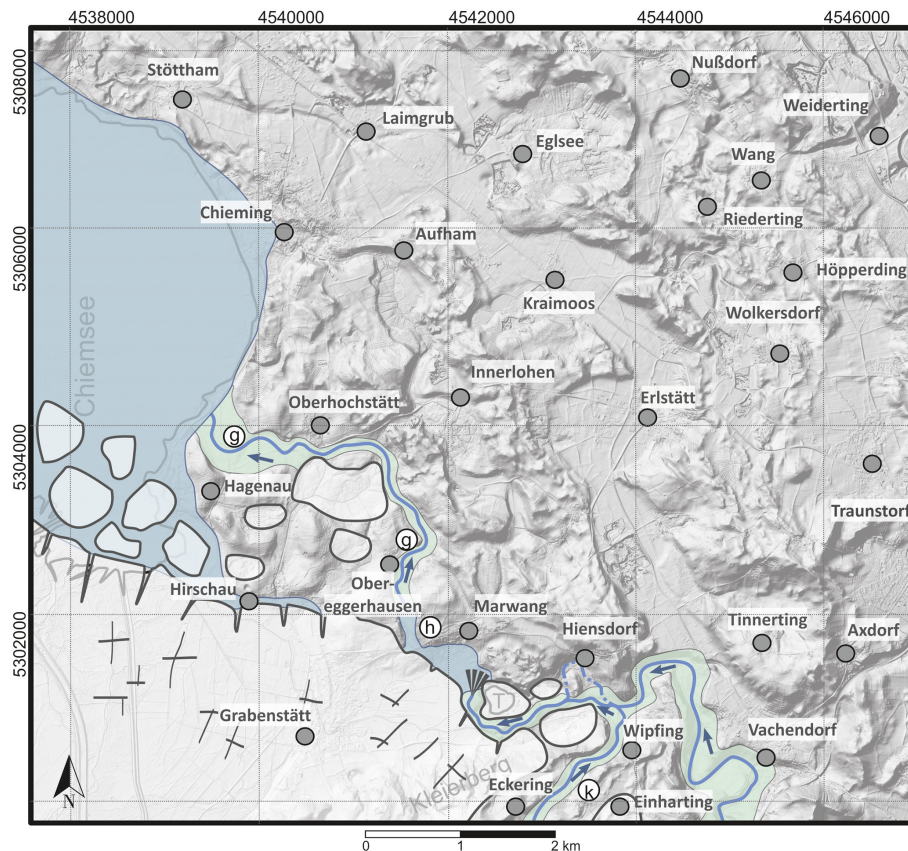 4538000
4540000
4542000
4544000
4546000
5308000
5306000
5304000
5302000
Stöttham
Nußdorf
Laimgrub
Weiderting
Eglsee
Wang
Chieming
Riederting
Aufham
Höpperding
Kraimoos
Wolkersdorf
Chiemsee
Innerlohen
Oberhochstätt
Erlstätt
g
Hagenau
Traunstorf
g
Ober-
eggerhausen
Hirschau
h
Marwang
Hiensdorf
Tinnerting
Axdorf
Grabenstätt
Wipfing
Vachendorf
Kleierberg
Eckering
k
Einharting
N
0
1
2 km